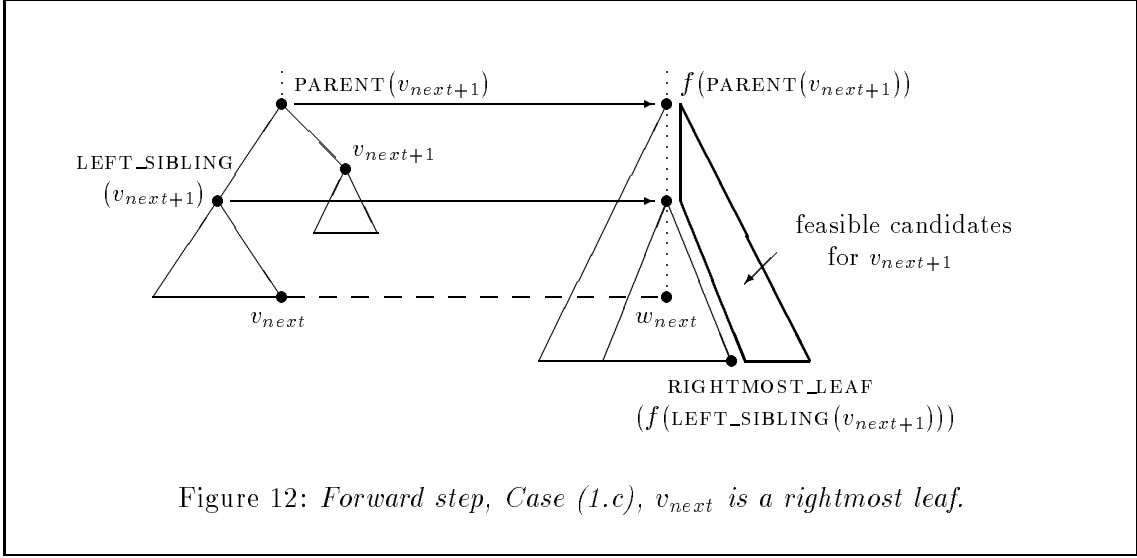 PARENT(v_{next+1})
f(PARENT(v_{next+1}))
v_{next+1}
LEFT_SIBLING
(v_{next+1})
feasible candidates
for v_{next+1}
v_{next}
w_{next}
RIGHTMOST_LEAF
(f(LEFT_SIBLING(v_{next+1})))
Figure 12: Forward step, Case (1.c), v_{next} is a rightmost leaf.